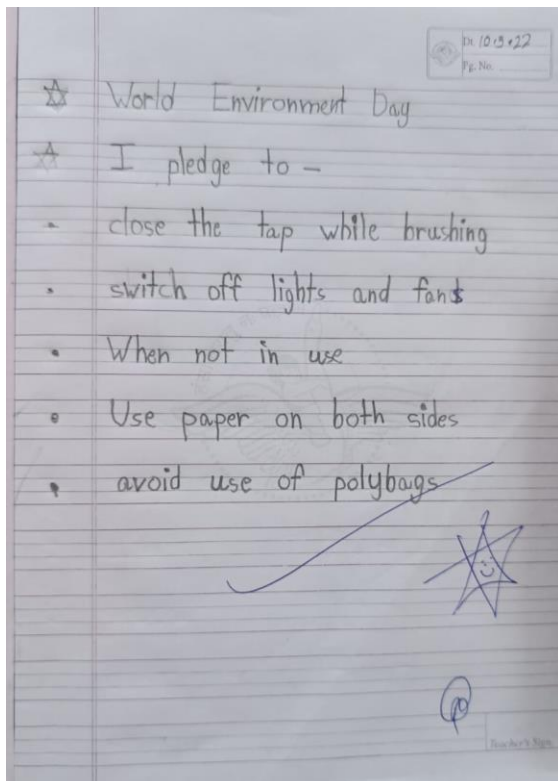 Dt. 10.9.22
Pg. No.
World Environment Day
I pledge to -
close the tap while brushing
switch off lights and fans
When not in use
Use paper on both sides
avoid use of polybags
Teacher's Sign